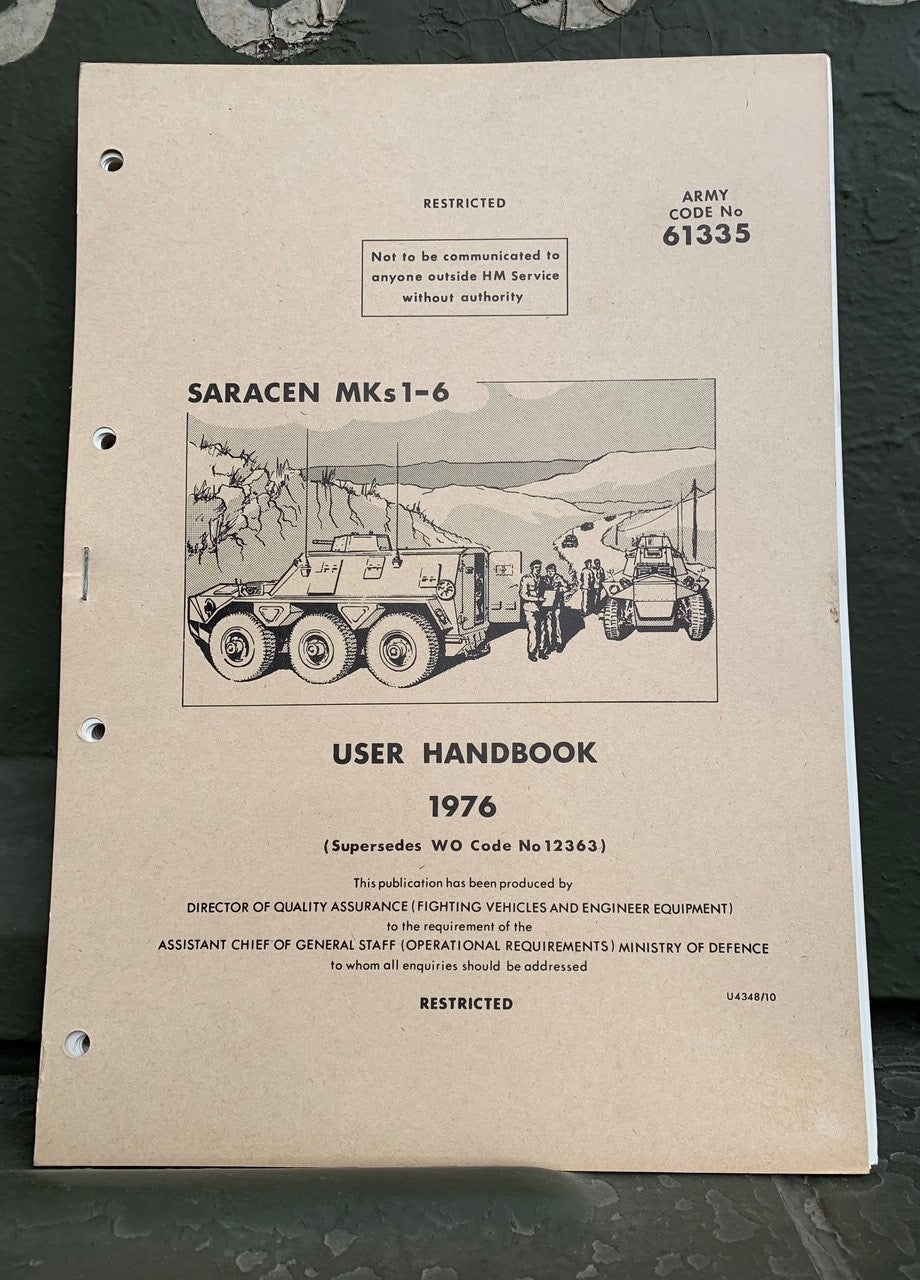 RESTRICTED
ARMY
CODE No
61335
Not to be communicated to
anyone outside HM Service
without authority
SARACEN MKs 1-6
USER HANDBOOK
1976
(Supersedes WO Code No 12363)
This publication has been produced by
DIRECTOR OF QUALITY ASSURANCE (FIGHTING VEHICLES AND ENGINEER EQUIPMENT)
to the requirement of the
ASSISTANT CHIEF OF GENERAL STAFF (OPERATIONAL REQUIREMENTS) MINISTRY OF DEFENCE
to whom all enquiries should be addressed
U4348/10
RESTRICTED